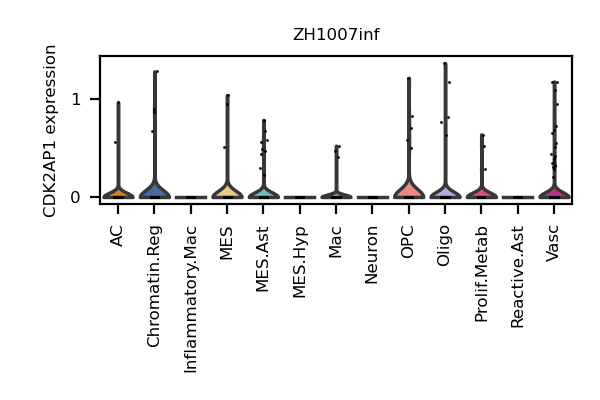 ZH1007inf
CDK2AP1 expression
1
0
AC
Chromatin.Reg
Inflammatory.Mac
MES
MES.Ast
MES.Hyp
Mac
Neuron
OPC
Oligo
Prolif.Metab
Reactive.Ast
Vasc